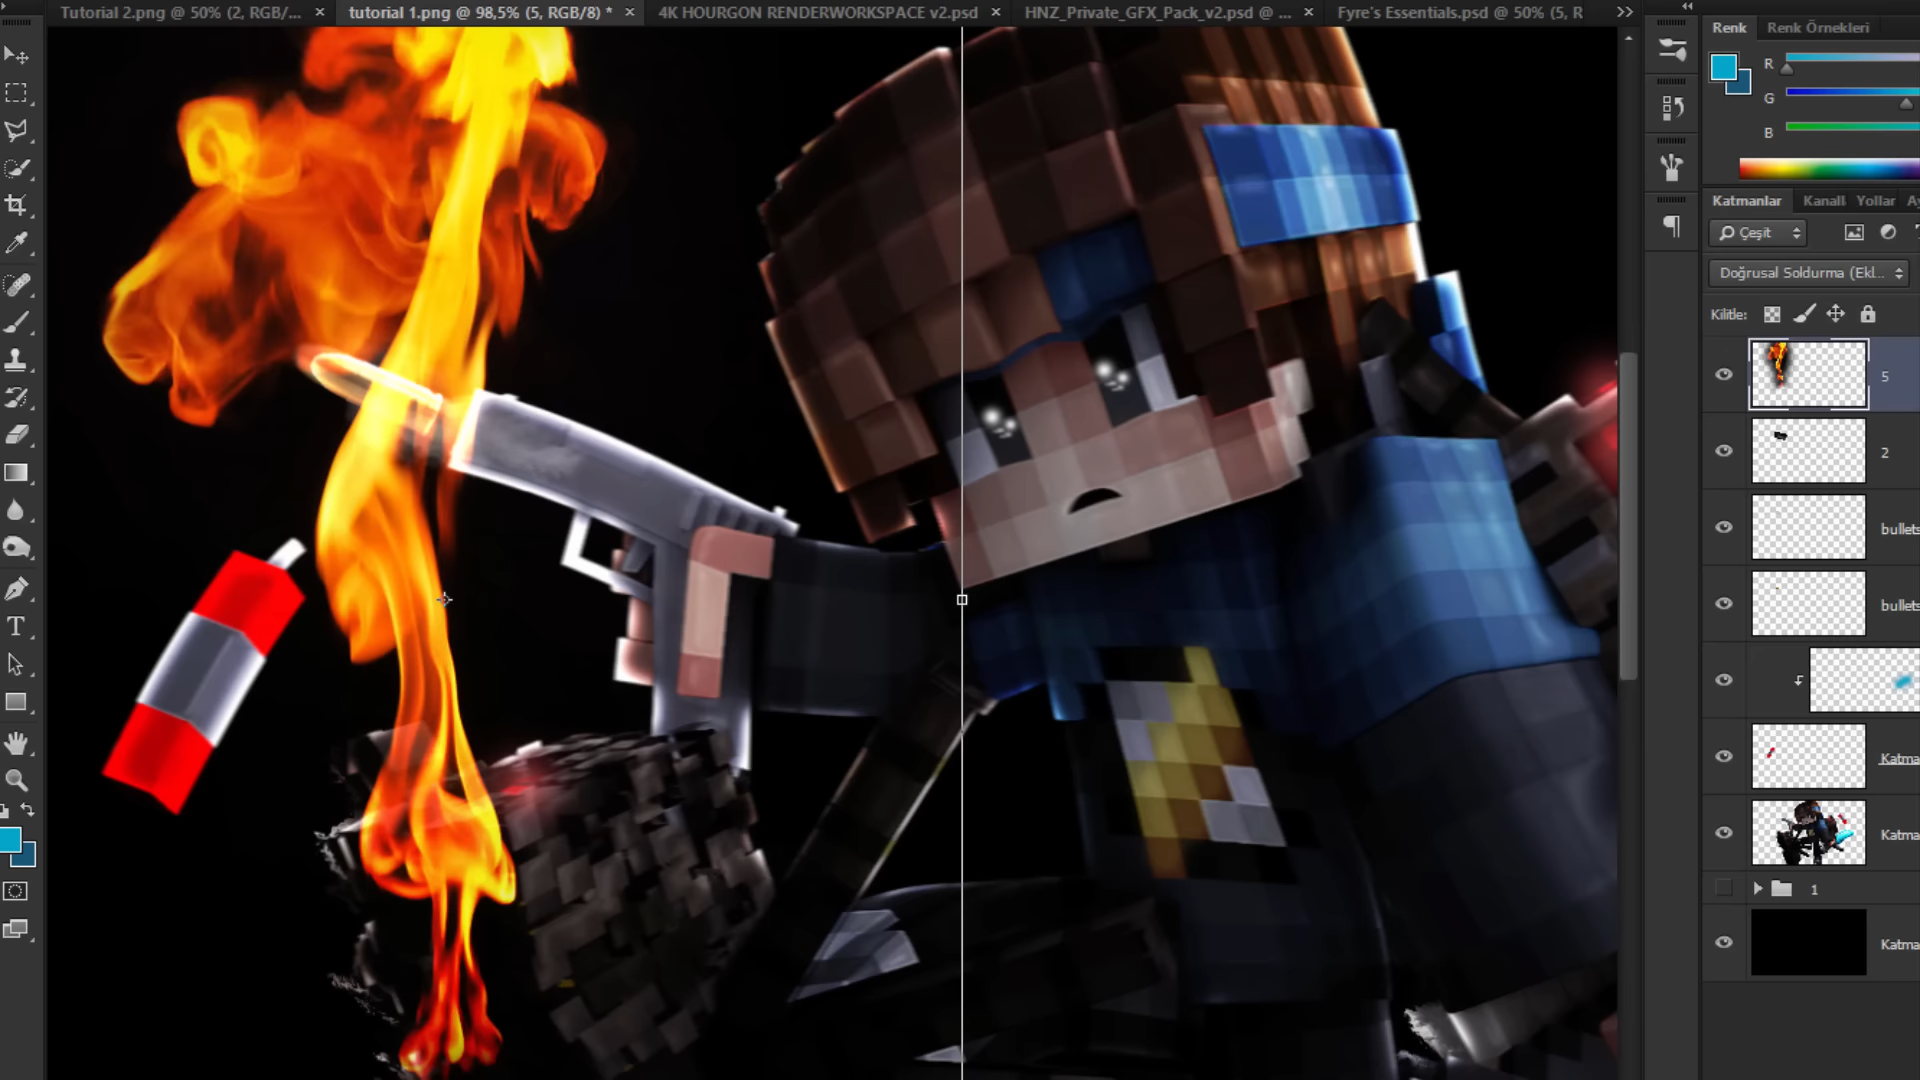 Tutorial 2.png @ 50% (2, RGB/...
tutorial 1.png @ 98,5% (5, RGB/8) *
4K HOURGON RENDERWORKSPACE v2.psd
HNZ_Private_GFX_Pack_v2.psd @ ...
Fyre's Essentials.psd @ 50% (5, R
Renk
Renk Örnekleri
R
G
B
Katmanlar
Kanall
Yollar
Ay
Çeşit
T
Doğrusal Soldurma (Ekl...
Kilitle:
5
2
bullets
bullets
Katma
Katma
1
Katma